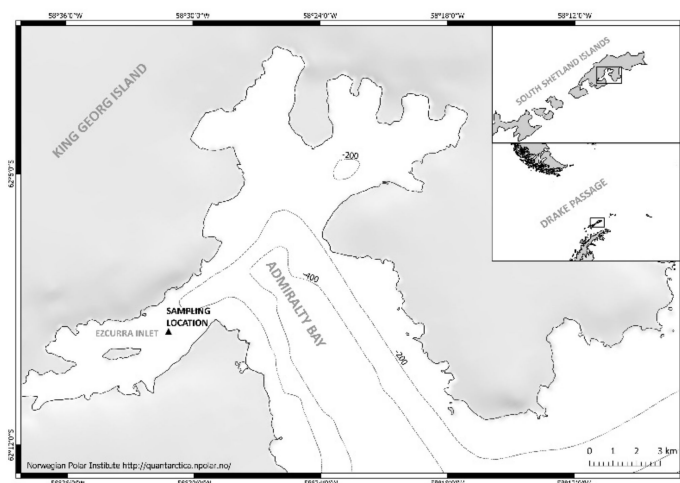 58°36'0"W 58°30'0"W 58°24'0"W 58°18'0"W 58°12'0"W
SOUTH SHETLAND ISLANDS
KING GEORG ISLAND
62°6'0"S
-200
DRAKE PASSAGE
ADMIRALTY BAY
-400
SAMPLING
LOCATION
EZCURRA INLET
-200
62°12'0"S
0 1 2 3 km
Norwegian Polar Institute http://quantarctica.npolar.no/